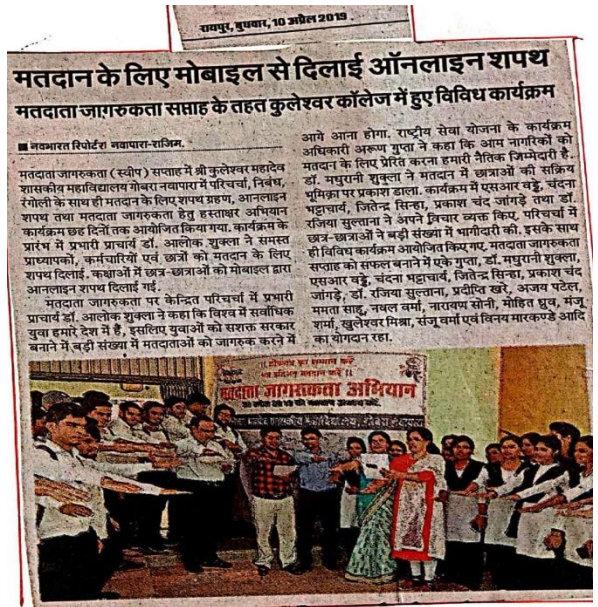 रायपुर, बुधवार, 10 अप्रैल 2019
मतदान के लिए मोबाइल से दिलाई ऑनलाइन शपथ
मतदाता जागरुकता सप्ताह के तहत कुलेश्वर कॉलेज में हुए विविध कार्यक्रम
■ नवभारत रिपोर्टर। नवापारा-राजिम.
मतदाता जागरुकता (स्वीप) सप्ताह में श्री कुलेश्वर महादेव
शासकीय महाविद्यालय गोबरा नवापारा में परिचर्चा, निबंध,
रंगोली के साथ ही मतदान के लिए शपथ ग्रहण, आनलाइन
शपथ तथा मतदाता जागरुकता हेतु हस्ताक्षर अभियान
कार्यक्रम छह दिनों तक आयोजित किया गया. कार्यक्रम के
प्रारंभ में प्रभारी प्राचार्य डॉ. आलोक शुक्ला ने समस्त
प्राध्यापको, कर्मचारियों एवं छात्रों को मतदान के लिए
शपथ दिलाई. कक्षाओं में छात्र-छात्राओं को मोबाइल द्वारा
आनलाइन शपथ दिलाई गई.
मतदाता जागरुकता पर केन्द्रित परिचर्चा में प्रभारी
प्राचार्य डॉ. आलोक शुक्ला ने कहा कि विश्व में सर्वाधिक
युवा हमारे देश में हैं, इसलिए युवाओं को सशक्त सरकार
बनाने में बड़ी संख्या में मतदाताओं को जागरुक करने में
आगे आना होगा. राष्ट्रीय सेवा योजना के कार्यक्रम
अधिकारी अरूण गुप्ता ने कहा कि आम नागरिकों को
मतदान के लिए प्रेरित करना हमारी नैतिक जिम्मेदारी है.
डॉ. मधुरानी शुक्ला ने मतदान में छात्राओं की सक्रिय
भूमिका पर प्रकाश डाला. कार्यक्रम में एसआर वड्डे, चंदना
भट्टाचार्य, जितेन्द्र सिन्हा, प्रकाश चंद जांगड़े तथा डॉ.
रजिया सुल्ताना ने अपने विचार व्यक्त किए. परिचर्चा में
छात्र-छात्राओं ने बड़ी संख्या में भागीदारी की. इसके साथ
ही विविध कार्यक्रम आयोजित किए गए. मतदाता जागरुकता
सप्ताह को सफल बनाने में एके गुप्ता, डॉ. मधुरानी शुक्ला,
एसआर वड्डे, चंदना भट्टाचार्य, जितेन्द्र सिन्हा, प्रकाश चंद
जांगड़े, डॉ. रजिया सुल्ताना, प्रदीप्ति खरे, अजय पटेल,
ममता साहू, नवल वर्मा, नारायण सोनी, मोहित ध्रुव, मंजू
शर्मा, खुलेश्वर मिश्रा, संजू वर्मा एवं विनय मारकण्डे आदि
का योगदान रहा.
मतदाता जागरुकता अभियान